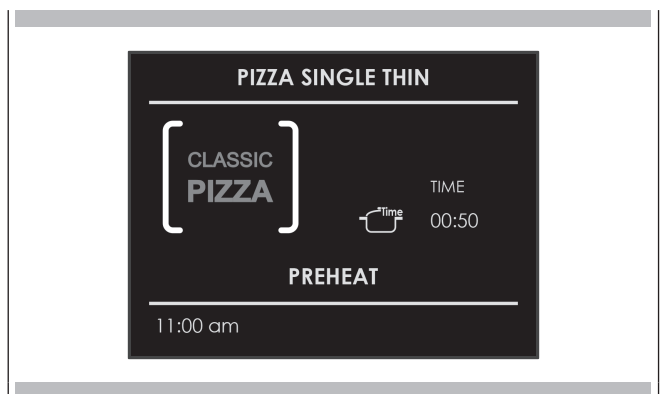 PIZZA SINGLE THIN
CLASSIC
PIZZA
TIME
Time
00:50
PREHEAT
11:00 am